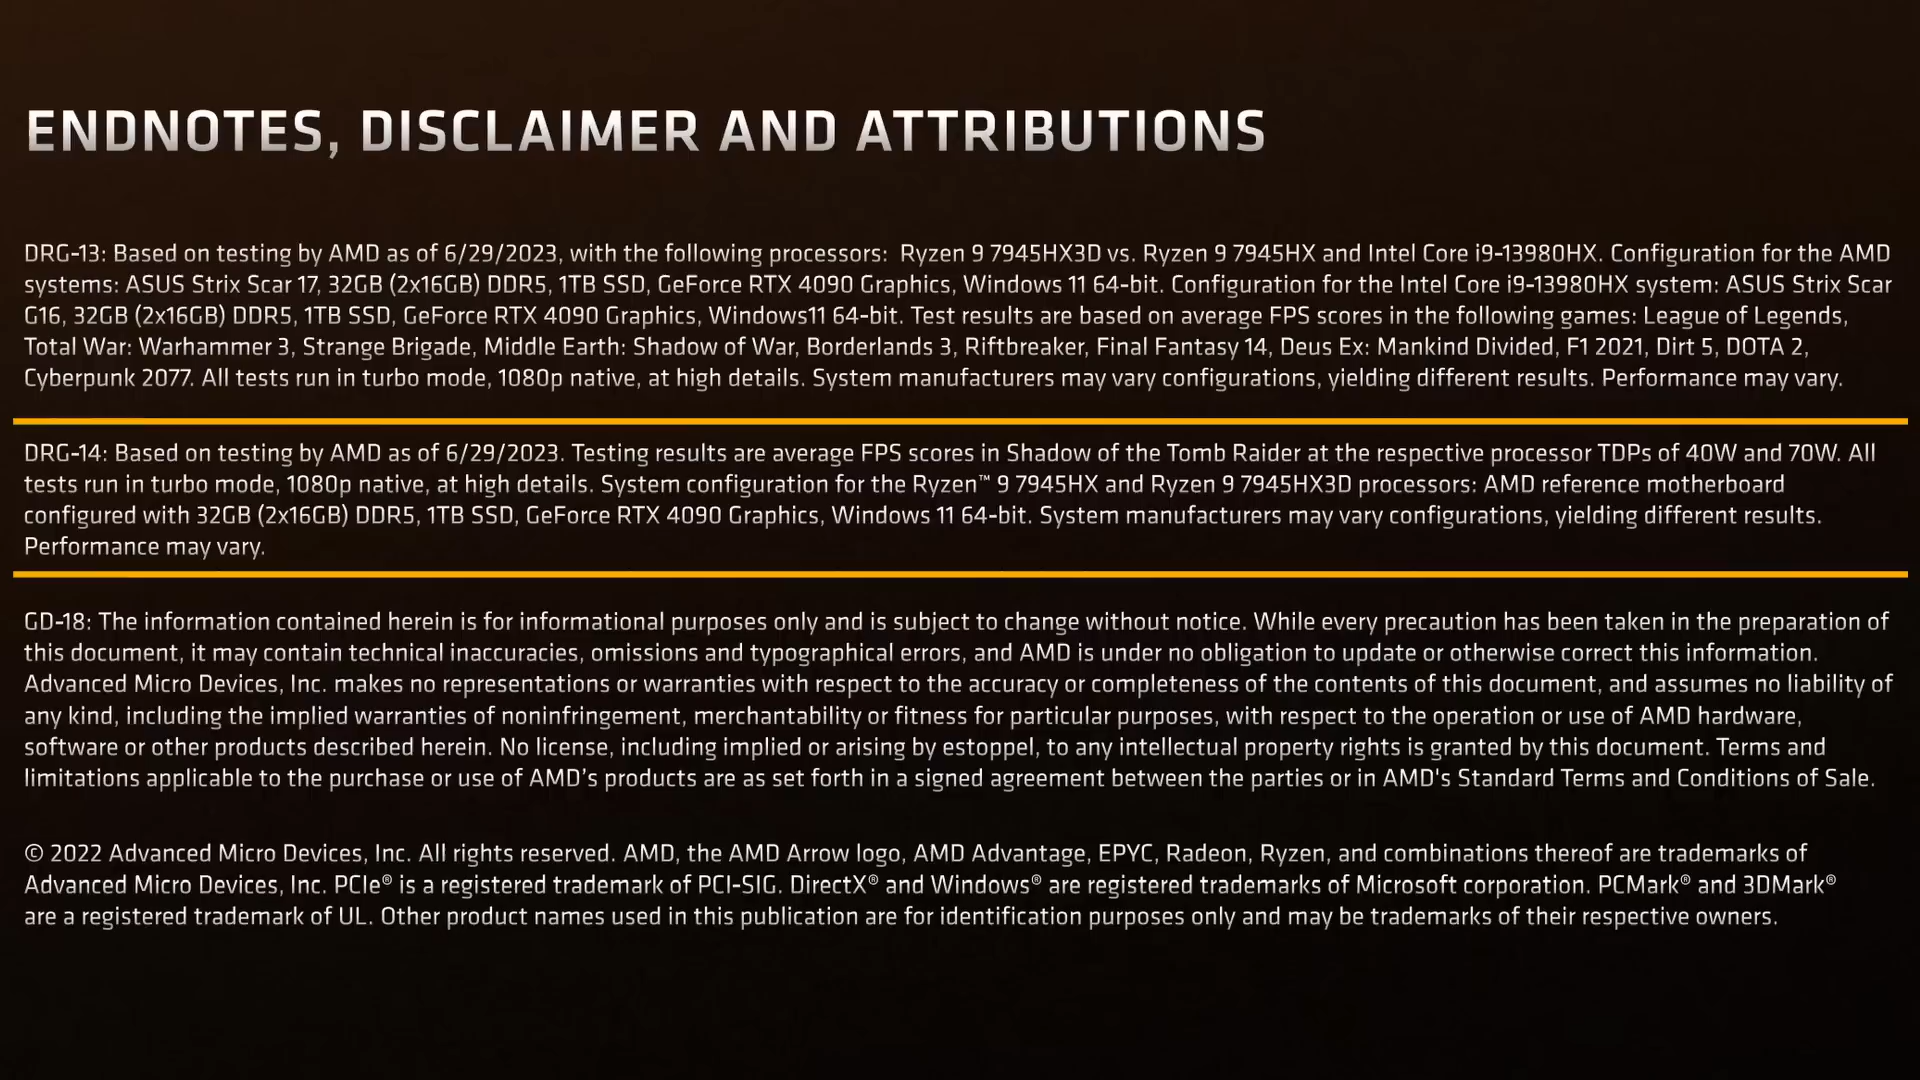 ENDNOTES, DISCLAIMER AND ATTRIBUTIONS
DRG-13: Based on testing by AMD as of 6/29/2023, with the following processors:  Ryzen 9 7945HX3D vs. Ryzen 9 7945HX and Intel Core i9-13980HX. Configuration for the AMD
systems: ASUS Strix Scar 17, 32GB (2x16GB) DDR5, 1TB SSD, GeForce RTX 4090 Graphics, Windows 11 64-bit. Configuration for the Intel Core i9-13980HX system: ASUS Strix Scar
G16, 32GB (2x16GB) DDR5, 1TB SSD, GeForce RTX 4090 Graphics, Windows11 64-bit. Test results are based on average FPS scores in the following games: League of Legends,
Total War: Warhammer 3, Strange Brigade, Middle Earth: Shadow of War, Borderlands 3, Riftbreaker, Final Fantasy 14, Deus Ex: Mankind Divided, F1 2021, Dirt 5, DOTA 2,
Cyberpunk 2077. All tests run in turbo mode, 1080p native, at high details. System manufacturers may vary configurations, yielding different results. Performance may vary.
DRG-14: Based on testing by AMD as of 6/29/2023. Testing results are average FPS scores in Shadow of the Tomb Raider at the respective processor TDPs of 40W and 70W. All
tests run in turbo mode, 1080p native, at high details. System configuration for the Ryzen™ 9 7945HX and Ryzen 9 7945HX3D processors: AMD reference motherboard
configured with 32GB (2x16GB) DDR5, 1TB SSD, GeForce RTX 4090 Graphics, Windows 11 64-bit. System manufacturers may vary configurations, yielding different results.
Performance may vary.
GD-18: The information contained herein is for informational purposes only and is subject to change without notice. While every precaution has been taken in the preparation of
this document, it may contain technical inaccuracies, omissions and typographical errors, and AMD is under no obligation to update or otherwise correct this information.
Advanced Micro Devices, Inc. makes no representations or warranties with respect to the accuracy or completeness of the contents of this document, and assumes no liability of
any kind, including the implied warranties of noninfringement, merchantability or fitness for particular purposes, with respect to the operation or use of AMD hardware,
software or other products described herein. No license, including implied or arising by estoppel, to any intellectual property rights is granted by this document. Terms and
limitations applicable to the purchase or use of AMD’s products are as set forth in a signed agreement between the parties or in AMD's Standard Terms and Conditions of Sale.
© 2022 Advanced Micro Devices, Inc. All rights reserved. AMD, the AMD Arrow logo, AMD Advantage, EPYC, Radeon, Ryzen, and combinations thereof are trademarks of
Advanced Micro Devices, Inc. PCIe® is a registered trademark of PCI-SIG. DirectX® and Windows® are registered trademarks of Microsoft corporation. PCMark® and 3DMark®
are a registered trademark of UL. Other product names used in this publication are for identification purposes only and may be trademarks of their respective owners.